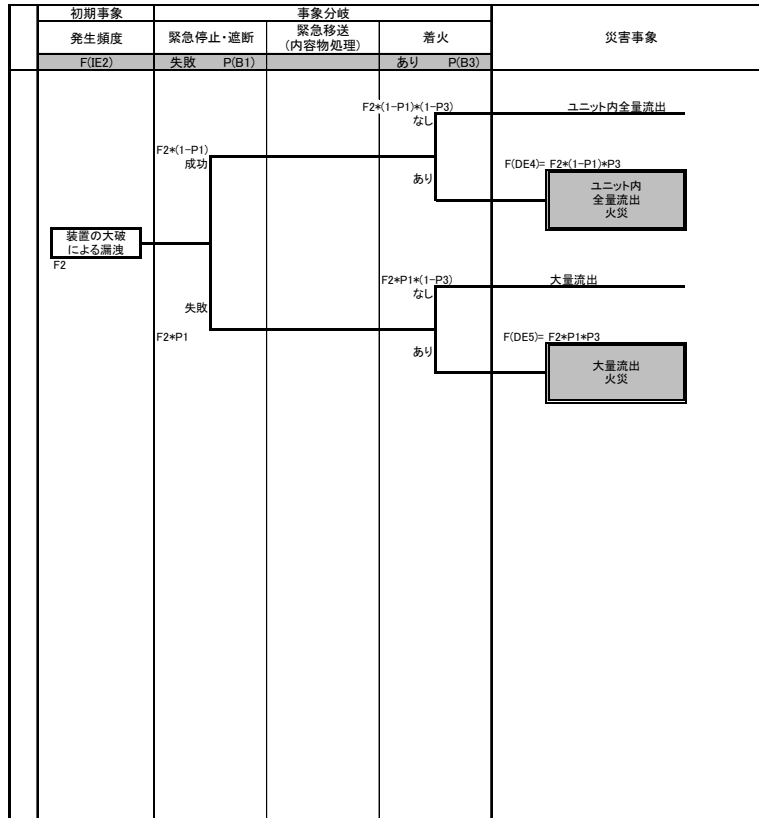 初期事象
事象分岐
発生頻度
緊急停止・遮断
緊急移送
(内容物処理)
着火
災害事象
F(IE2)
失敗 P(B1)
あり P(B3)
F2*(1-P1)*(1-P3)
なし
ユニット内全量流出
F2*(1-P1)
成功
あり
F(DE4)= F2*(1-P1)*P3
ユニット内
全量流出
火災
装置の大破
による漏洩
F2
F2*P1*(1-P3)
なし
大量流出
失敗
F2*P1
あり
F(DE5)= F2*P1*P3
大量流出
火災